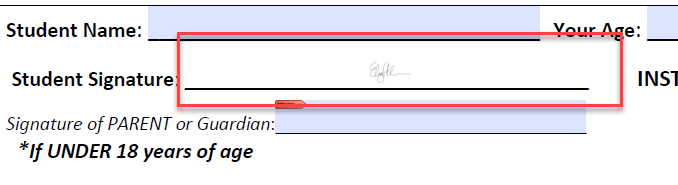 Student Name: Your Age:
Student Signature: INST
Signature of PARENT or Guardian:
*If UNDER 18 years of age